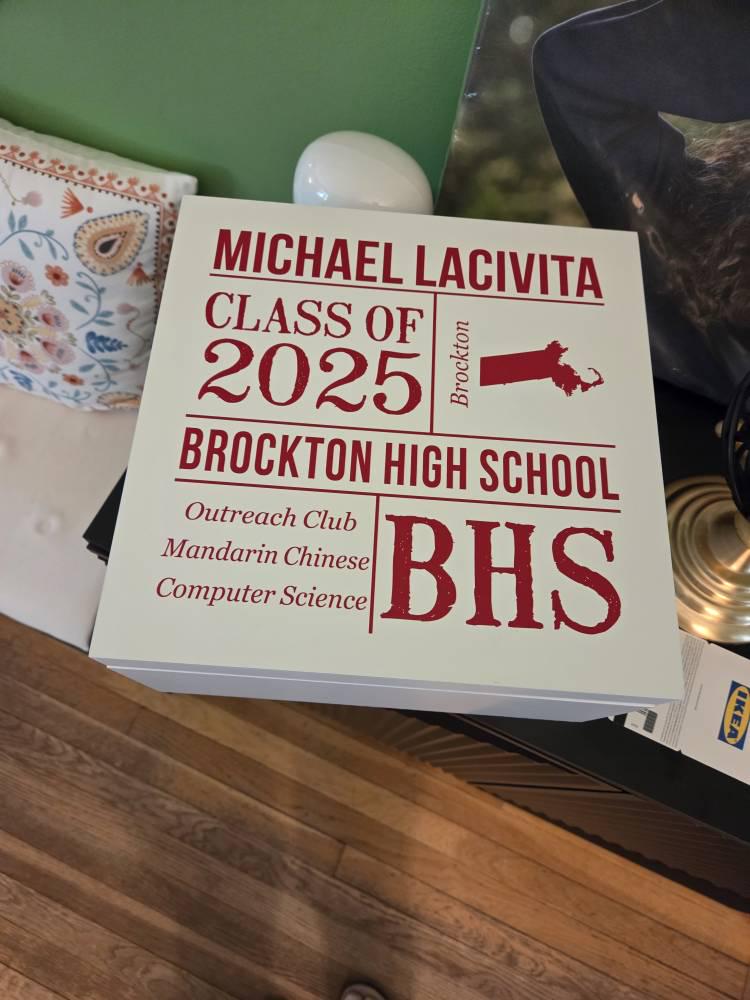 MICHAEL LACIVITA
CLASS OF
2025
Brockton
BROCKTON HIGH SCHOOL
Outreach Club
Mandarin Chinese
Computer Science
BHS
IKEA